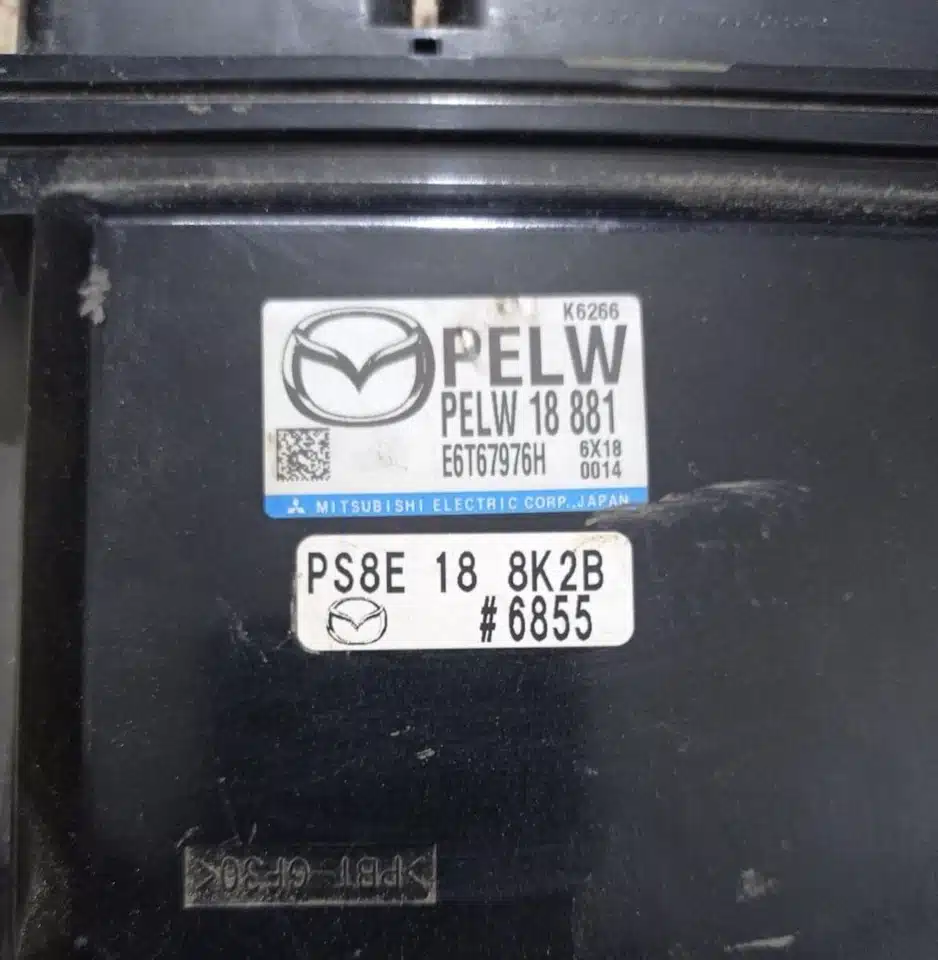 K6266
PELW
PELW 18 881
E6T67976H
6X18
0014
MITSUBISHI ELECTRIC CORP.,JAPAN
PS8E 18 8K2B
#6855
>PBT-GF30<